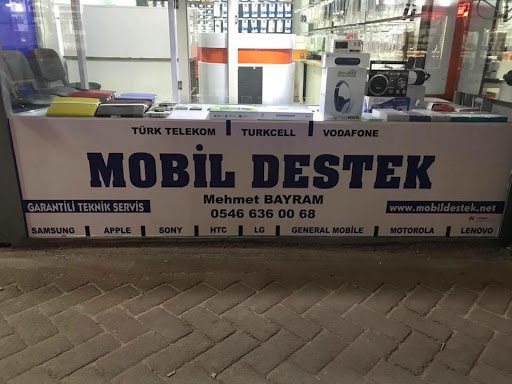 TÜRK TELEKOM TURKCELL VODAFONE
MOBİL DESTEK
Mehmet BAYRAM
GARANTİLİ TEKNİK SERVİS 0546 636 00 68 www.mobildestek.net
SAMSUNG APPLE SONY HTC LG GENERAL MOBILE MOTOROLA LENOVO